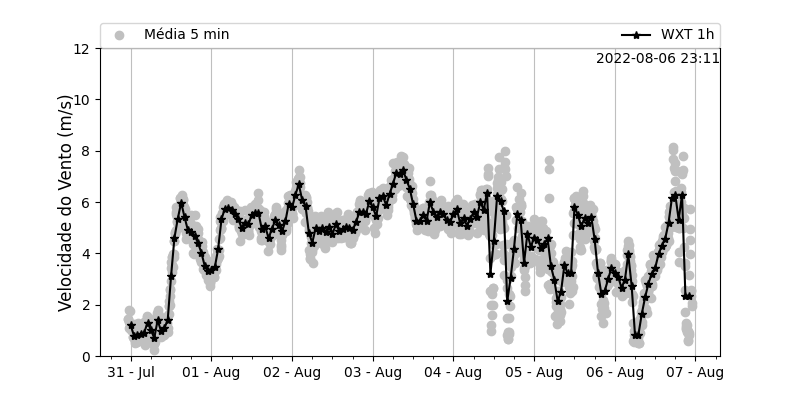 Média 5 min WXT 1h
2022-08-06 23:11
Velocidade do Vento (m/s)
12
10
8
6
4
2
0
31 - Jul 01 - Aug 02 - Aug 03 - Aug 04 - Aug 05 - Aug 06 - Aug 07 - Aug